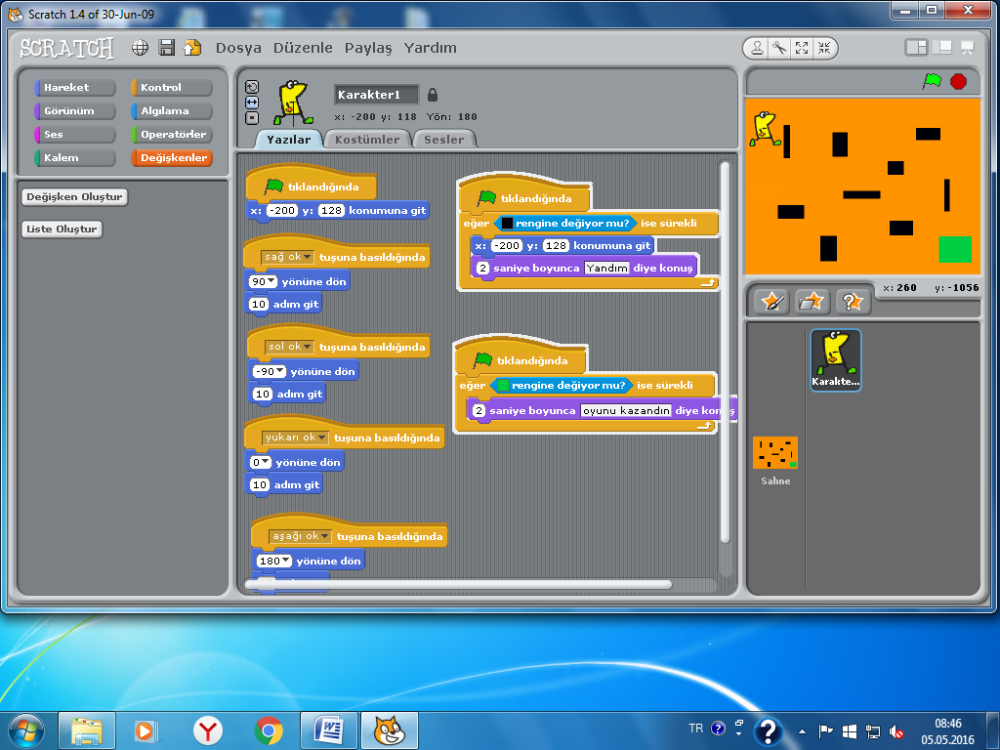 Scratch 1.4 of 30-Jun-09
SCRATCH Dosya Düzenle Paylaş Yardım
Hareket Kontrol
Görünüm Algılama
Ses Operatörler
Kalem Değişkenler
Değişken Oluştur
Liste Oluştur
Karakter1
x: -200 y: 118 Yön: 180
Yazılar Kostümler Sesler
tıklandığında
x: -200 y: 128 konumuna git
sağ ok tuşuna basıldığında
90 yönüne dön
10 adım git
sol ok tuşuna basıldığında
-90 yönüne dön
10 adım git
yukarı ok tuşuna basıldığında
0 yönüne dön
10 adım git
aşağı ok tuşuna basıldığında
180 yönüne dön
tıklandığında
eğer rengine değiyor mu? ise sürekli
x: -200 y: 128 konumuna git
2 saniye boyunca Yandım diye konuş
tıklandığında
eğer rengine değiyor mu? ise sürekli
2 saniye boyunca oyunu kazandın diye konuş
x: 260 y: -1056
Karakte...
Sahne
TR
08:46
05.05.2016